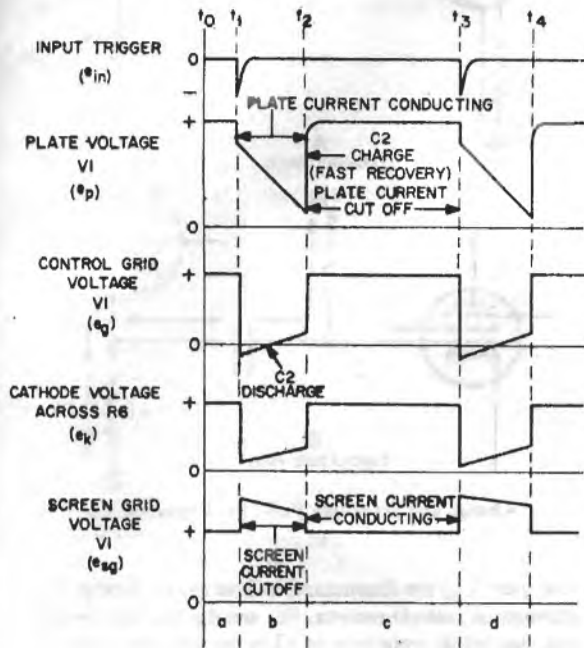 t0 t1 t2 t3 t4
INPUT TRIGGER
(ein)
0
-
PLATE CURRENT CONDUCTING
+
PLATE VOLTAGE
V1
(ep)
C2
CHARGE
(FAST RECOVERY)
PLATE CURRENT
CUT OFF
0
CONTROL GRID
VOLTAGE
V1
(eg)
+
0
C2
DISCHARGE
CATHODE VOLTAGE
ACROSS R6
(ek)
+
0
SCREEN GRID
VOLTAGE
V1
(esg)
+
SCREEN CURRENT
CONDUCTING
SCREEN
CURRENT
CUTOFF
0
a b c d